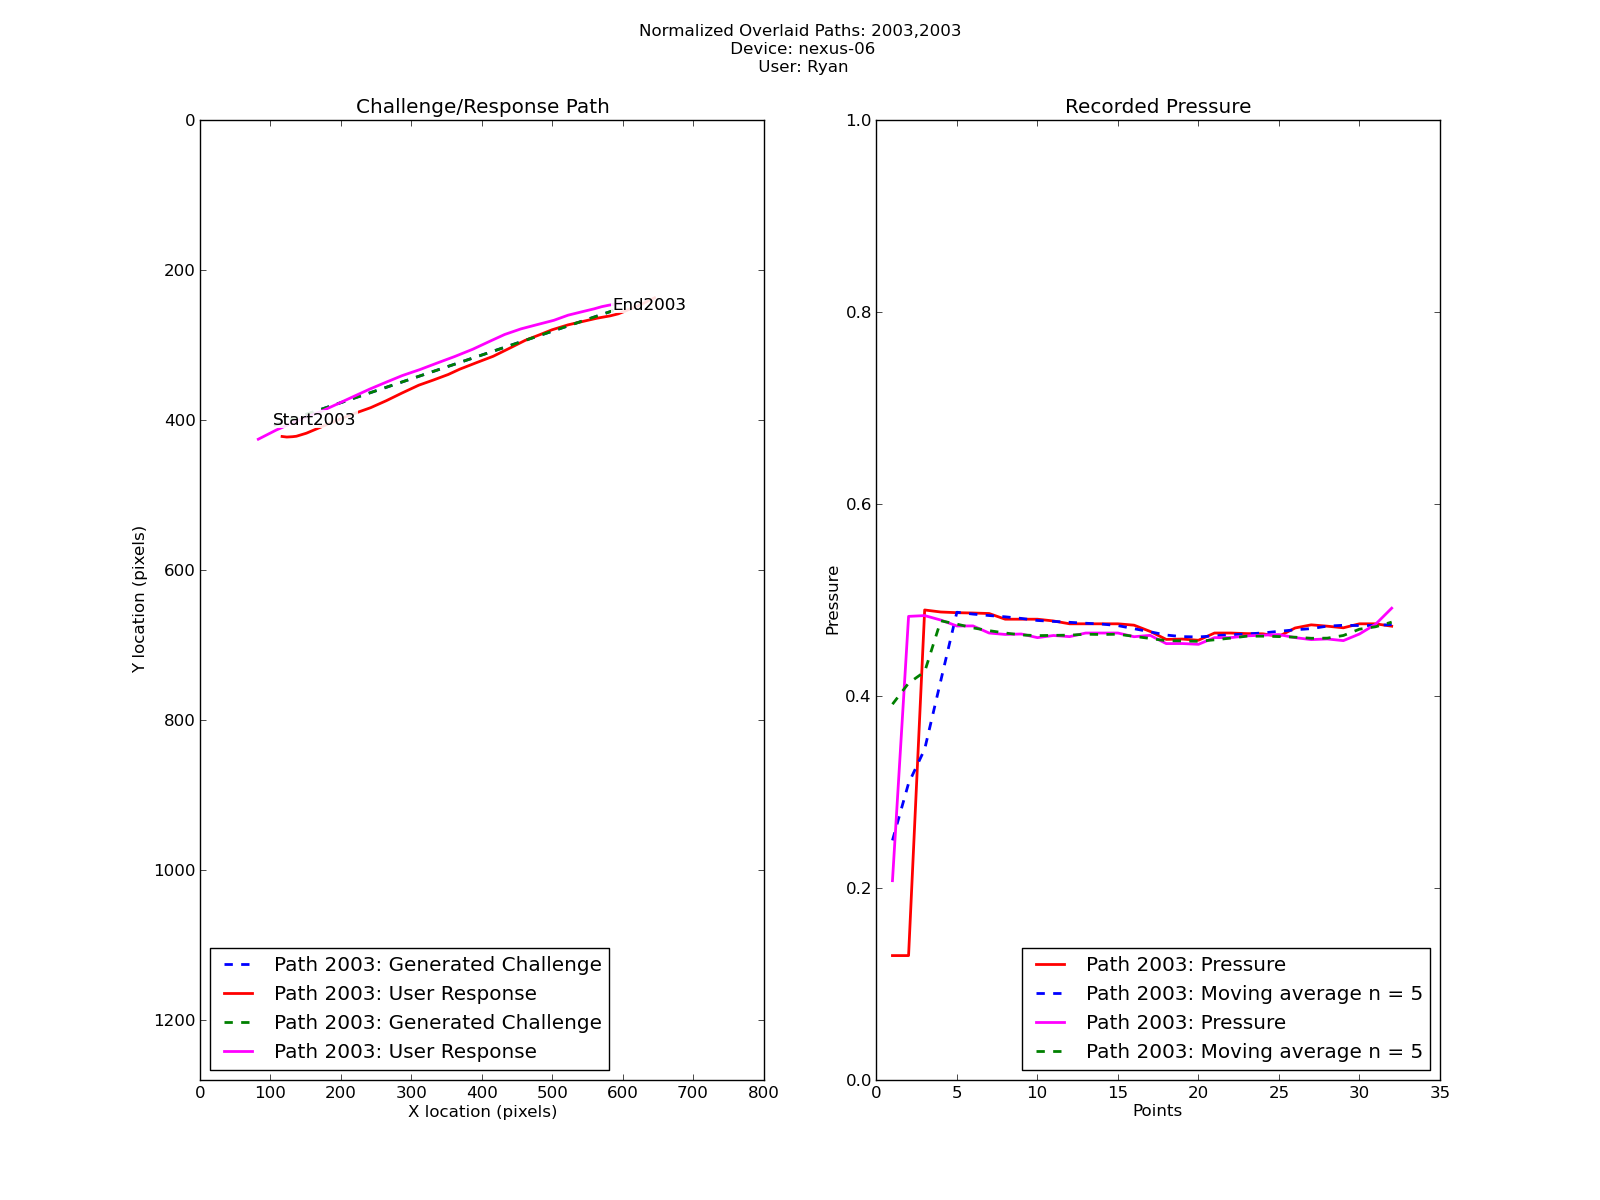 Normalized Overlaid Paths: 2003,2003
Device: nexus-06
User: Ryan
Challenge/Response Path
0
200
400
600
800
1000
1200
Y location (pixels)
Start2003
End2003
Path 2003: Generated Challenge
Path 2003: User Response
Path 2003: Generated Challenge
Path 2003: User Response
0 100 200 300 400 500 600 700 800
X location (pixels)
Recorded Pressure
1.0
0.8
0.6
0.4
0.2
0.0
Pressure
Path 2003: Pressure
Path 2003: Moving average n = 5
Path 2003: Pressure
Path 2003: Moving average n = 5
0 5 10 15 20 25 30 35
Points